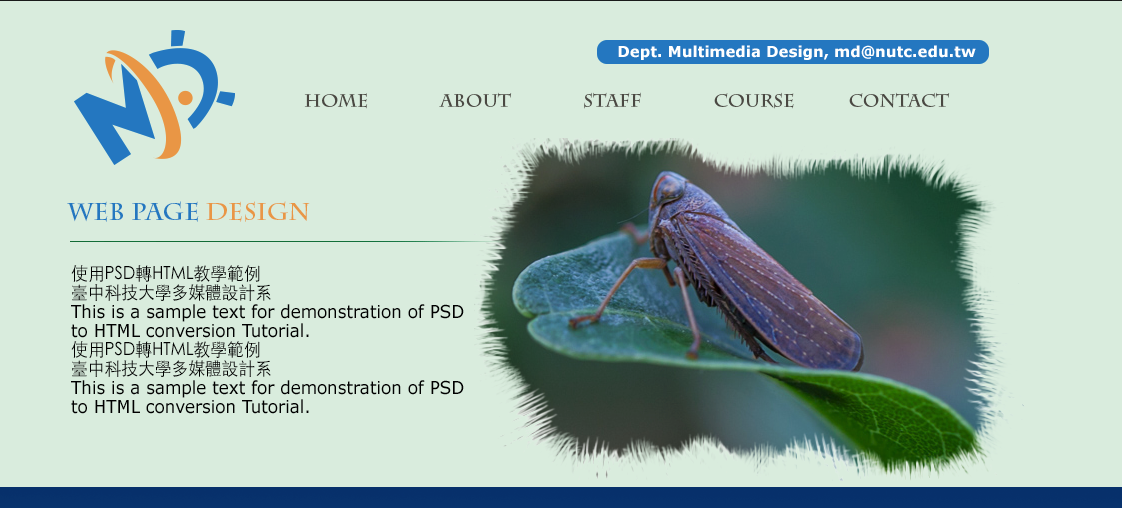 Dept. Multimedia Design, md@nutc.edu.tw
HOME ABOUT STAFF COURSE CONTACT
WEB PAGE DESIGN
使用PSD轉HTML教學範例
臺中科技大學多媒體設計系
This is a sample text for demonstration of PSD
to HTML conversion Tutorial.
使用PSD轉HTML教學範例
臺中科技大學多媒體設計系
This is a sample text for demonstration of PSD
to HTML conversion Tutorial.